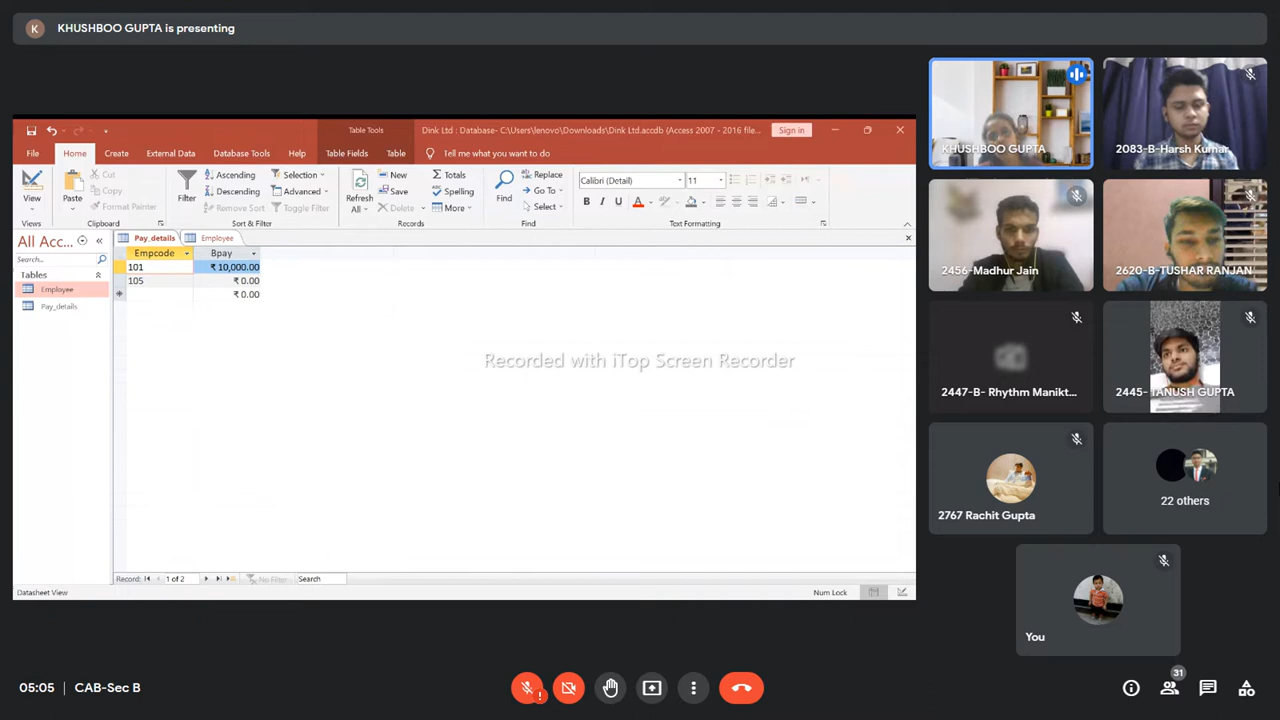 K KHUSHBOO GUPTA is presenting
Table Tools
Dink Ltd : Database- C:\Users\lenovo\Downloads\Dink Ltd.accdb (Access 2007 - 2016 file...
Sign in
File Home Create External Data Database Tools Help Table Fields Table Tell me what you want to do
View
Paste
Cut
Copy
Format Painter
Clipboard
Filter
Ascending
Descending
Remove Sort
Selection
Advanced
Toggle Filter
Sort & Filter
Refresh
All
New
Save
Delete
Totals
Spelling
More
Records
Find
Replace
Go To
Select
Find
Calibri (Detail) 11
B I U A
Text Formatting
All Acc...
Search...
Tables
Employee
Pay_details
Pay_details Employee
Empcode Bpay
101 ₹ 10,000.00
105 ₹ 0.00
₹ 0.00
Recorded with iTop Screen Recorder
Record: 1 of 2 No Filter Search
Datasheet View Num Lock
KHUSHBOO GUPTA
2083-B-Harsh Kumar
2456-Madhur Jain
2620-B-TUSHAR RANJAN
2447-B- Rhythm Manikt...
2445- TANUSH GUPTA
2767 Rachit Gupta
22 others
You
05:05 | CAB-Sec B
31